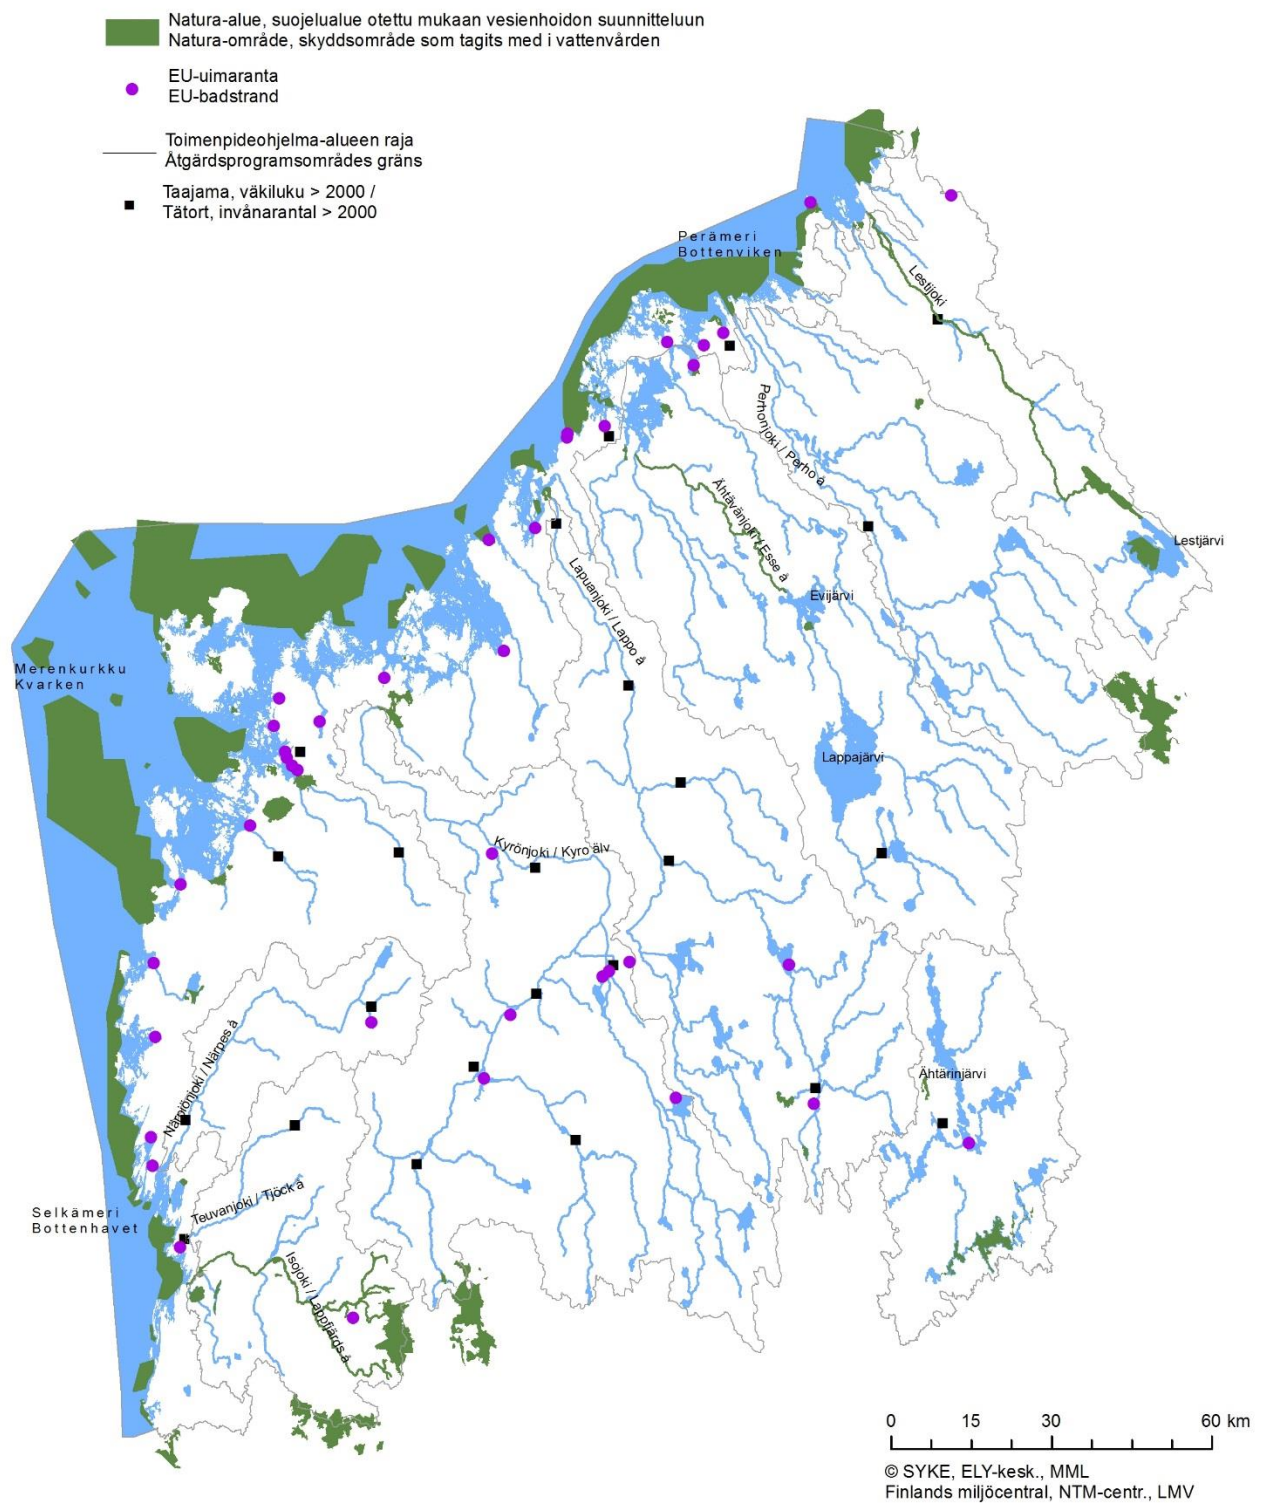 Natura-alue, suojelualue otettu mukaan vesienhoidon suunnitteluun
Natura-område, skyddsområde som tagits med i vattenvården
EU-uimaranta
EU-badstrand
Toimenpideohjelma-alueen raja
Åtgärdsprogramsområdes gräns
Taajama, väkiluku > 2000 /
Tätort, invånarantal > 2000
Perämeri
Bottenviken
Lestijoki
Perhonjoki / Perho å
Ähtävänjoki / Esse å
Lestjärvi
Evijärvi
Lapuanjoki / Lappo å
Merenkurkku
Kvarken
Lappajärvi
Kyrönjoki / Kyro älv
Närpiönjoki / Närpes å
Ähtärinjärvi
Teuvanjoki / Tjöck å
Selkämeri
Bottenhavet
Isojoki / Lappfjärds å
0 15 30 60 km
© SYKE, ELY-kesk., MML
Finlands miljöcentral, NTM-centr., LMV